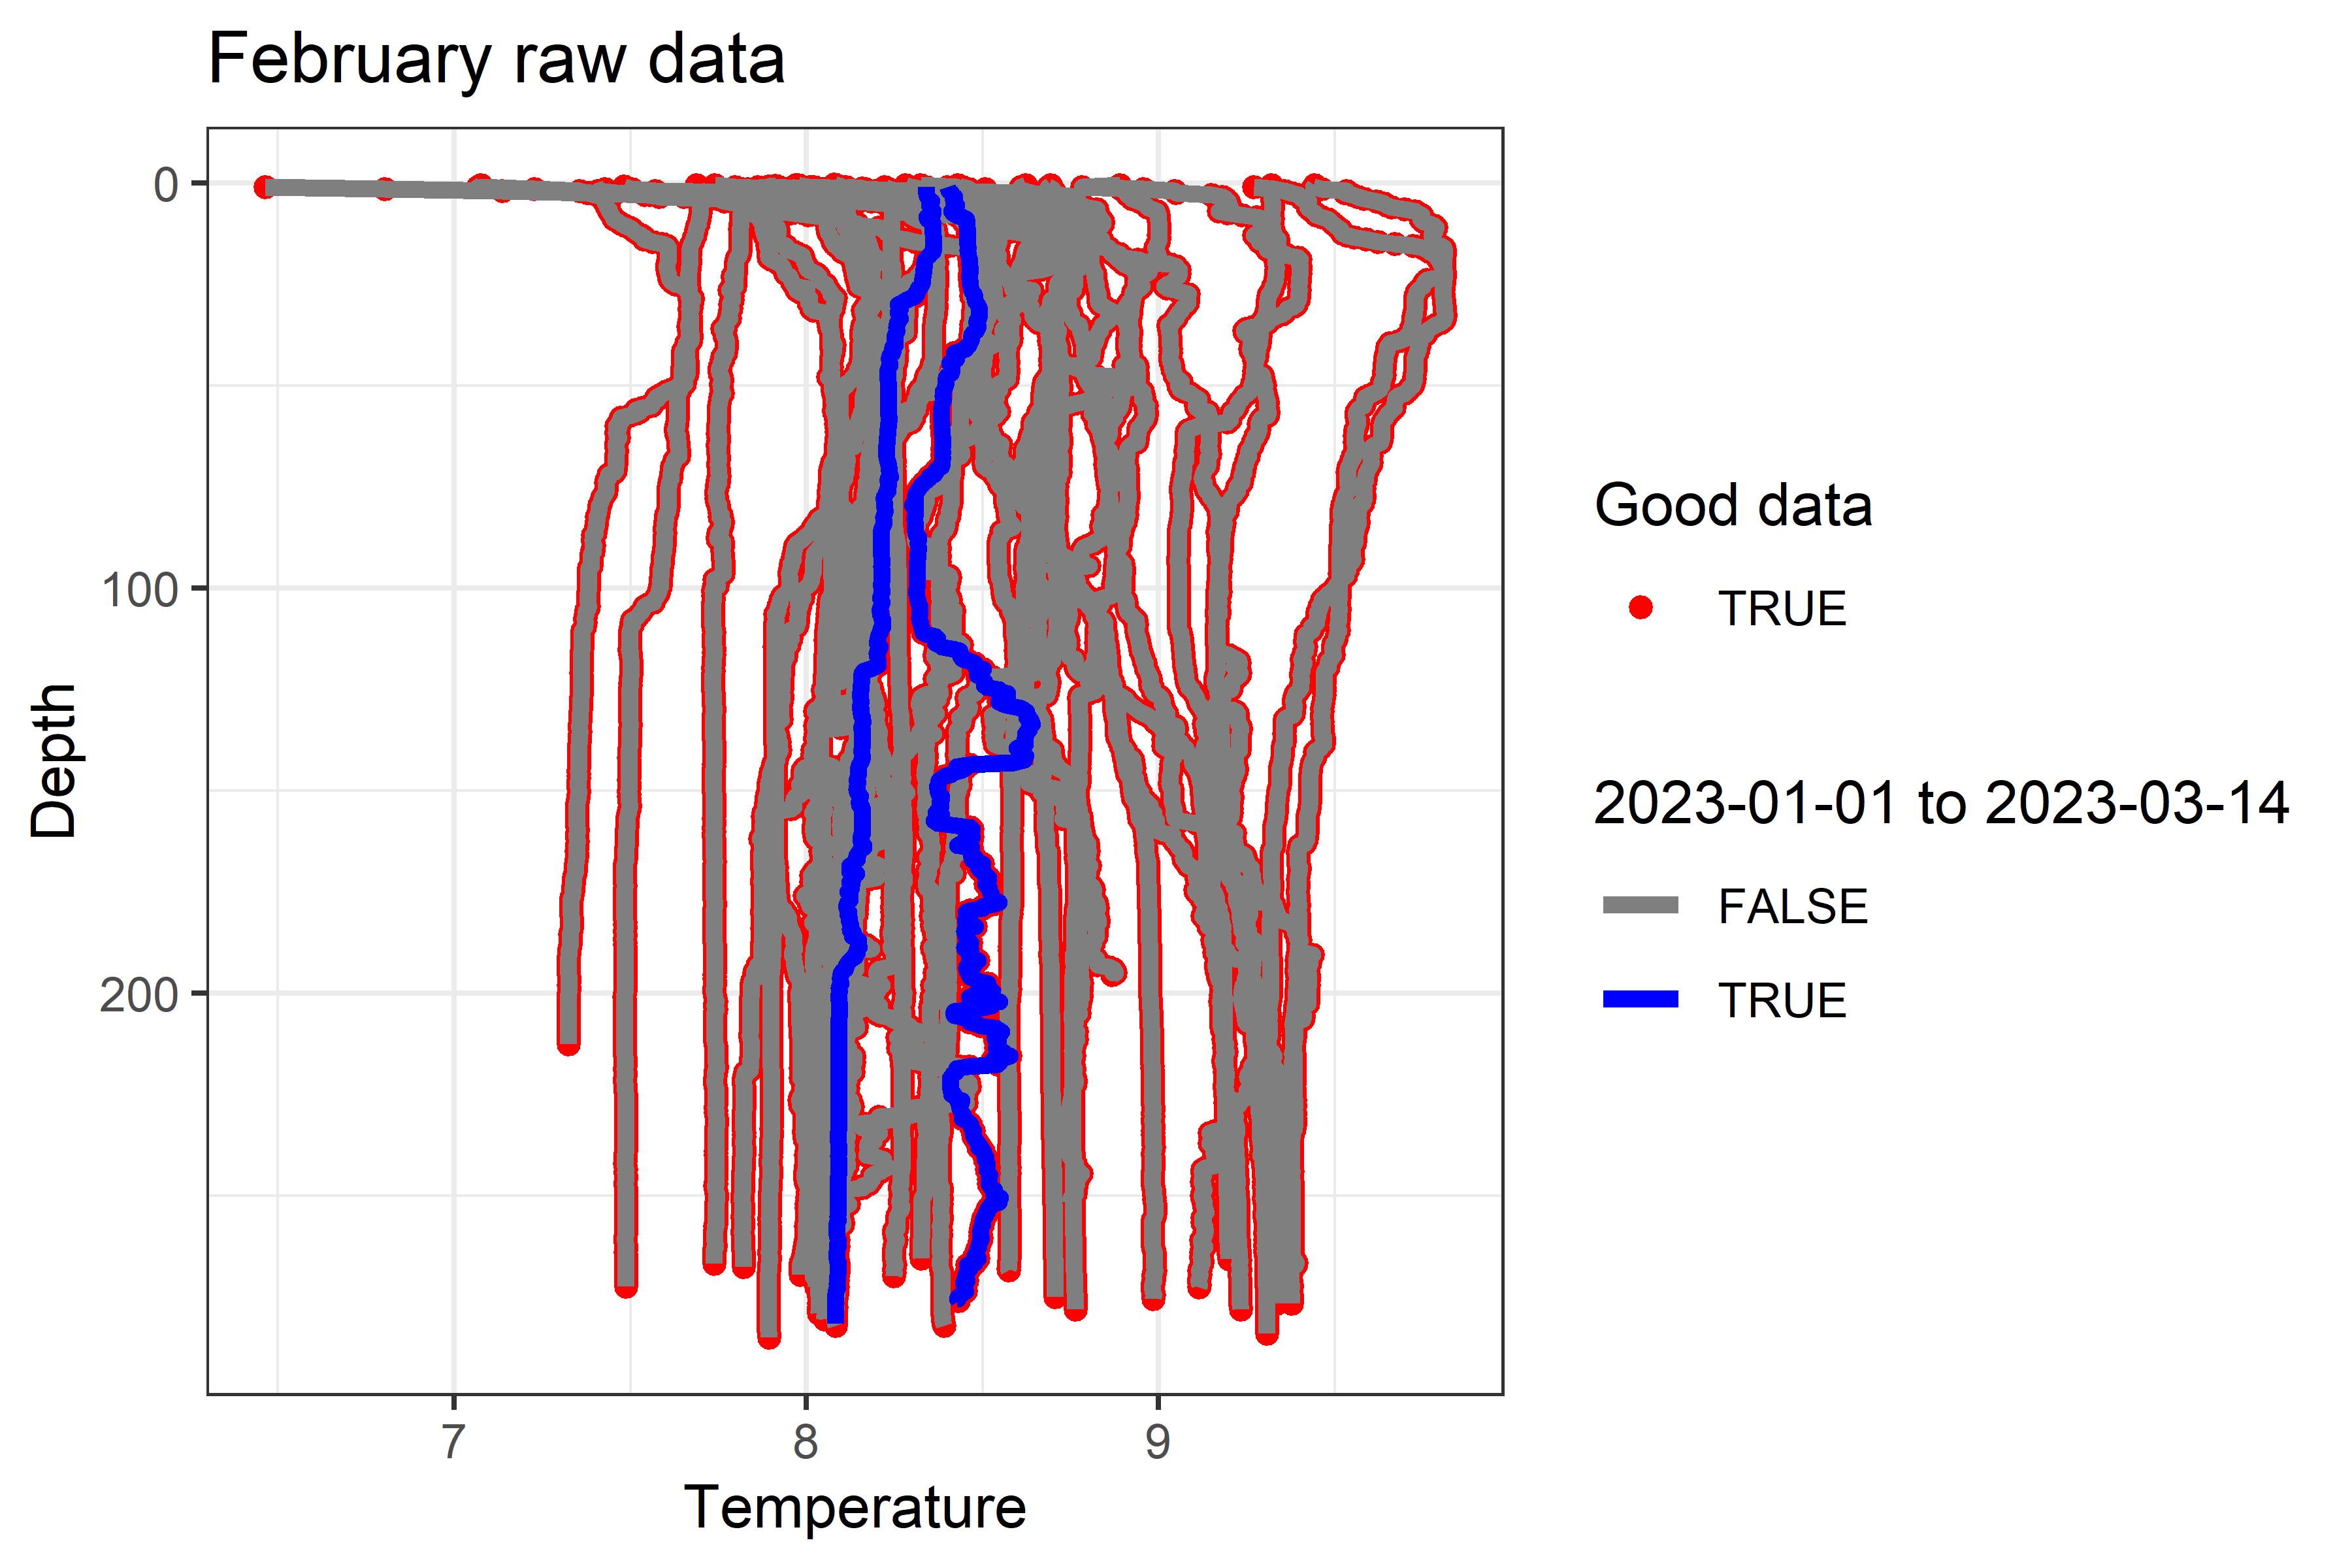 February raw data
0
100
200
Depth
7
8
9
Temperature
Good data
TRUE
2023-01-01 to 2023-03-14
FALSE
TRUE